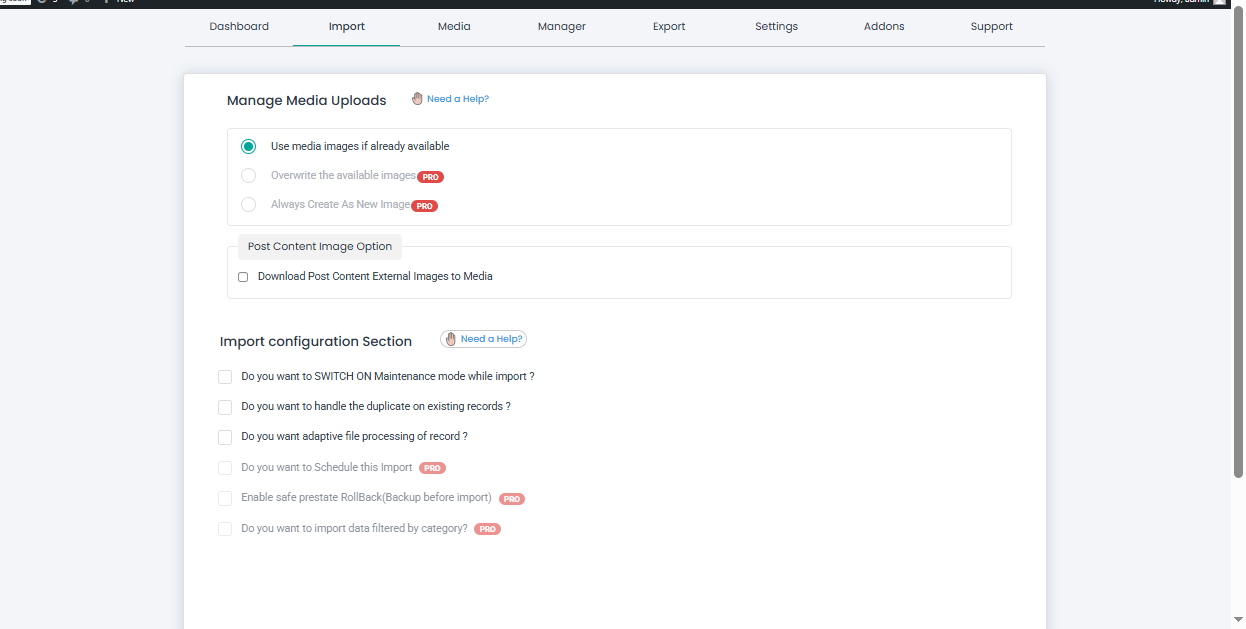 New
Dashboard Import Media Manager Export Settings Addons Support
Manage Media Uploads Need a Help?
Use media images if already available
Overwrite the available images PRO
Always Create As New Image PRO
Post Content Image Option
Download Post Content External Images to Media
Import configuration Section Need a Help?
Do you want to SWITCH ON Maintenance mode while import ?
Do you want to handle the duplicate on existing records ?
Do you want adaptive file processing of record ?
Do you want to Schedule this Import PRO
Enable safe prestate RollBack(Backup before import) PRO
Do you want to import data filtered by category? PRO